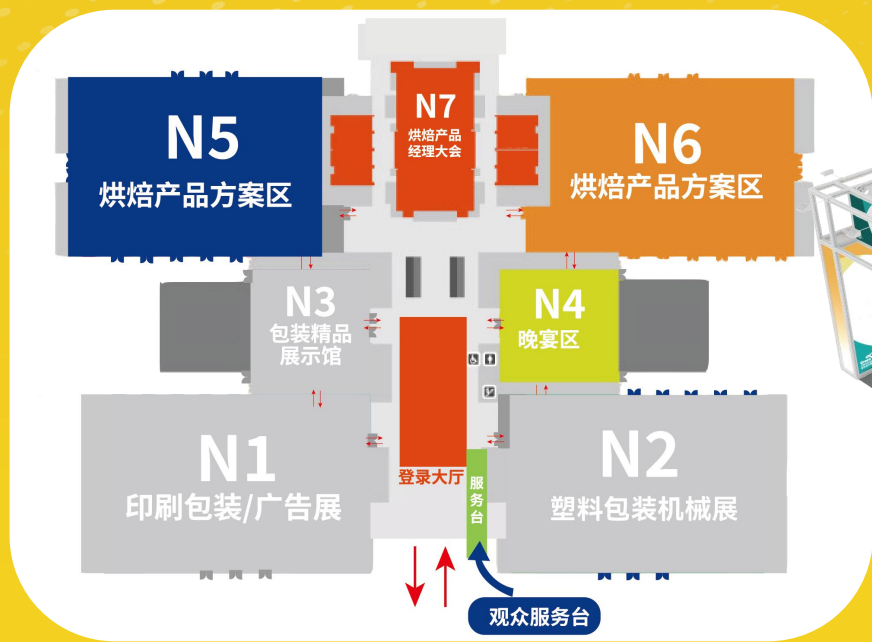 N7
烘焙产品
经理大会
N5
烘焙产品方案区
N6
烘焙产品方案区
N3
包装精品
展示馆
N4
晚宴区
N1
印刷包装/广告展
N2
塑料包装机械展
登录大厅
服务台
观众服务台